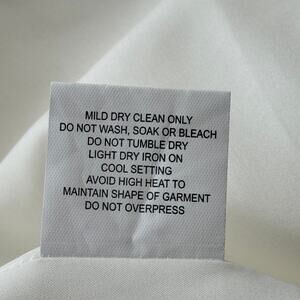 MILD DRY CLEAN ONLY
DO NOT WASH, SOAK OR BLEACH
DO NOT TUMBLE DRY
LIGHT DRY IRON ON
COOL SETTING
AVOID HIGH HEAT TO
MAINTAIN SHAPE OF GARMENT
DO NOT OVERPRESS